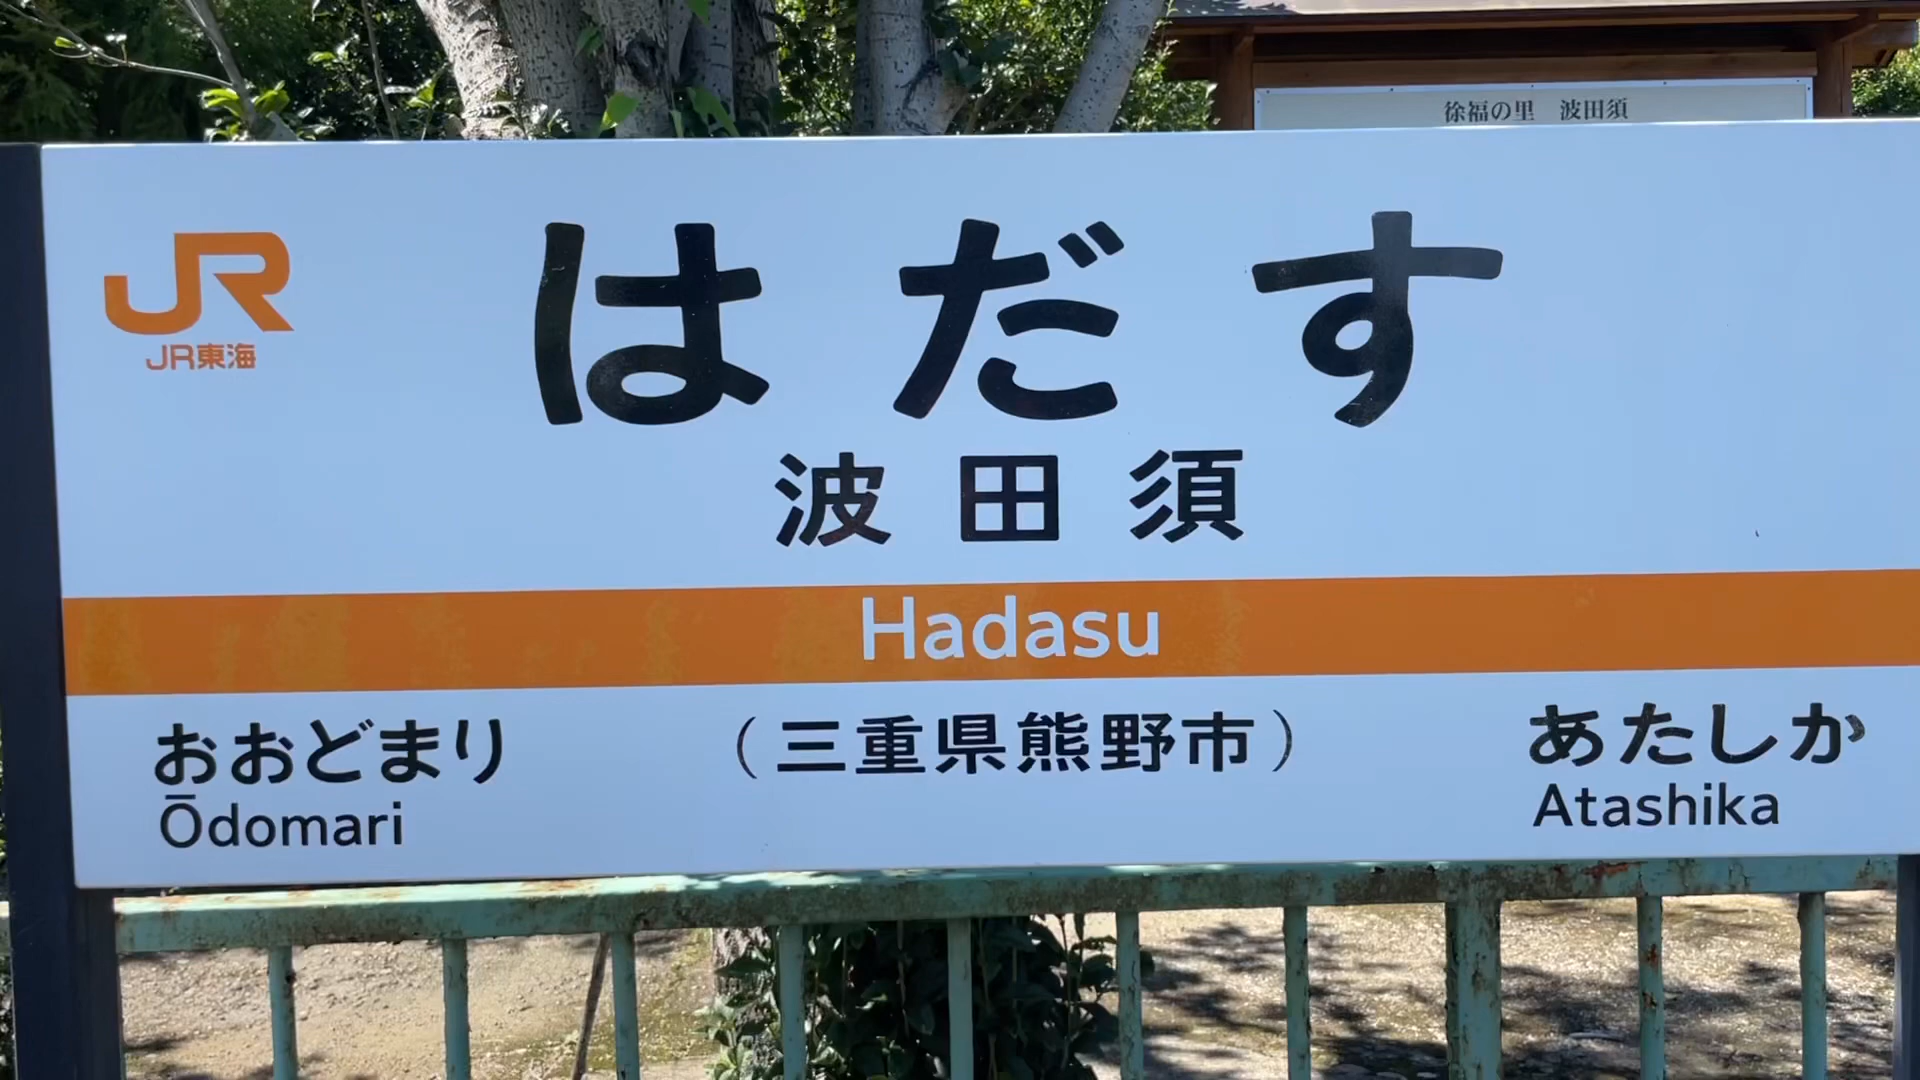 徐福の里 波田須
JR
JR東海
はだす
波田須
Hadasu
おおどまり
Ōdomari
(三重県熊野市)
あたしか
Atashika